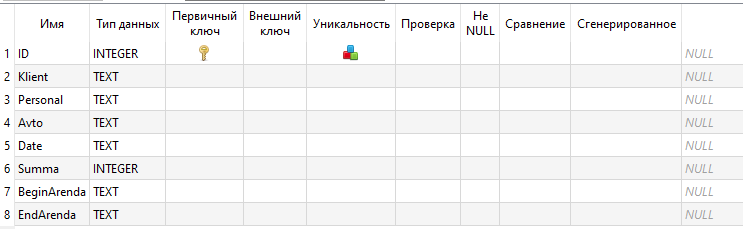 Имя Тип данных Первичный ключ Внешний ключ Уникальность Проверка Не NULL Сравнение Сгенерированное
1 ID INTEGER NULL
2 Klient TEXT NULL
3 Personal TEXT NULL
4 Avto TEXT NULL
5 Date TEXT NULL
6 Summa INTEGER NULL
7 BeginArenda TEXT NULL
8 EndArenda TEXT NULL